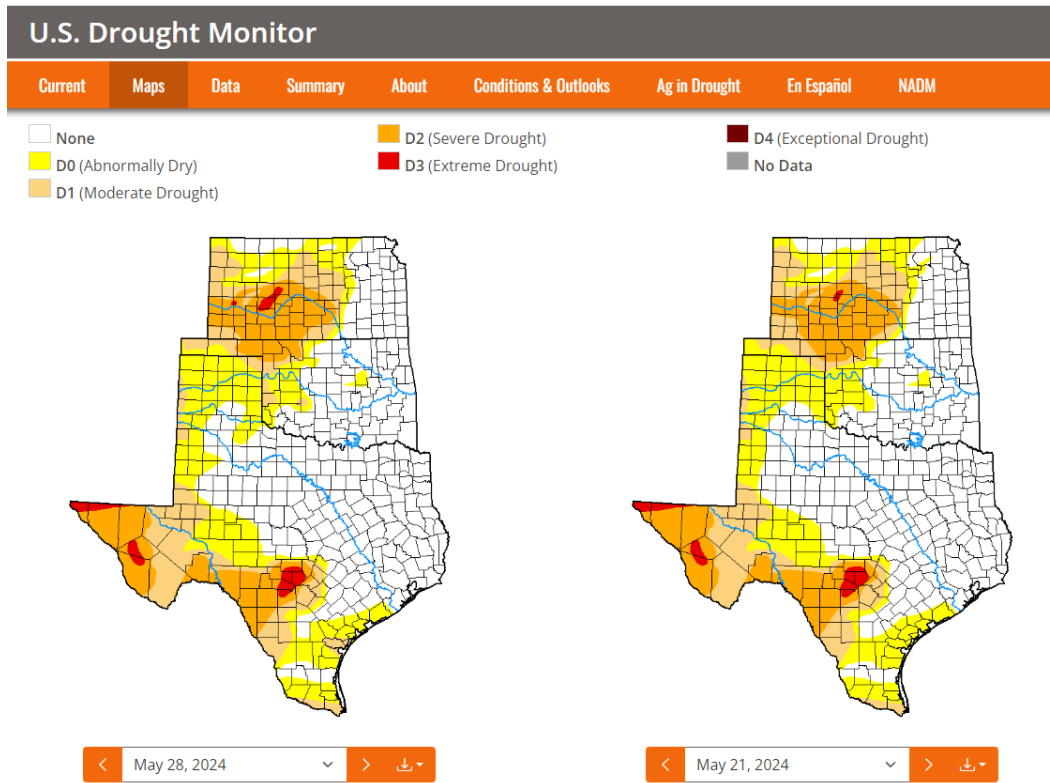 U.S. Drought Monitor
Current Maps Data Summary About Conditions & Outlooks Ag in Drought En Español NADM
None D2 (Severe Drought) D4 (Exceptional Drought)
D0 (Abnormally Dry) D3 (Extreme Drought) No Data
D1 (Moderate Drought)
May 28, 2024 May 21, 2024